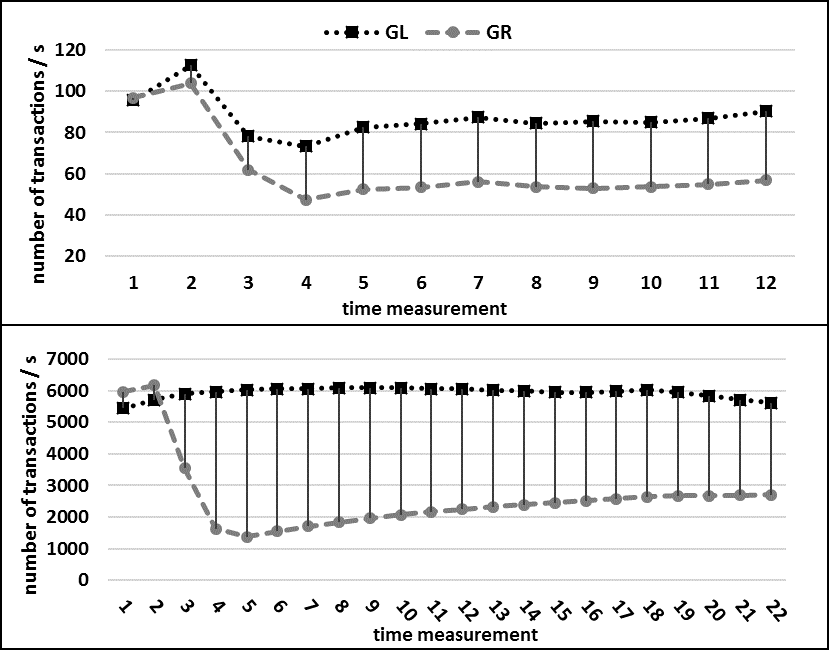 GL GR
number of transactions / s
120
100
80
60
40
20
1 2 3 4 5 6 7 8 9 10 11 12
time measurement
number of transactions / s
7000
6000
5000
4000
3000
2000
1000
0
1 2 3 4 5 6 7 8 9 10 11 12 13 14 15 16 17 18 19 20 21 22
time measurement